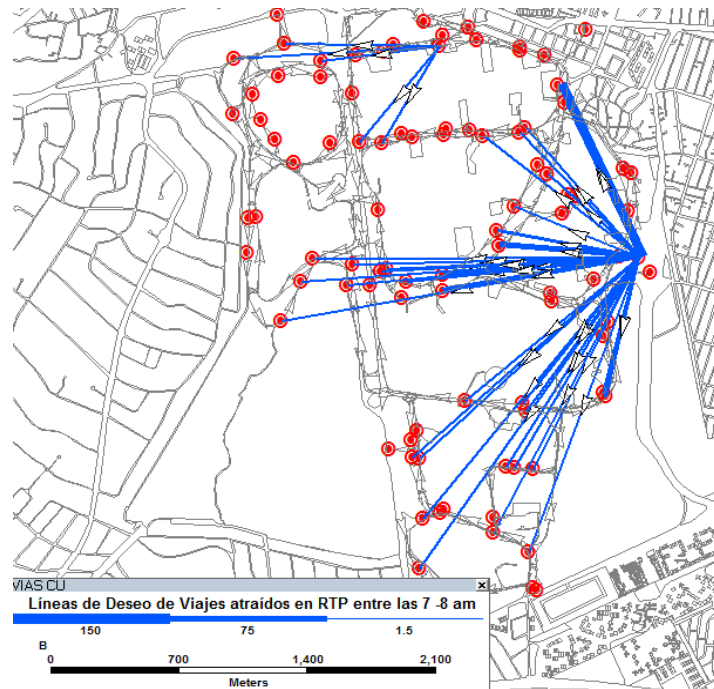 VIAS CU
Líneas de Deseo de Viajes atraídos en RTP entre las 7 -8 am
150 75 1.5
B
0 700 1,400 2,100
Meters